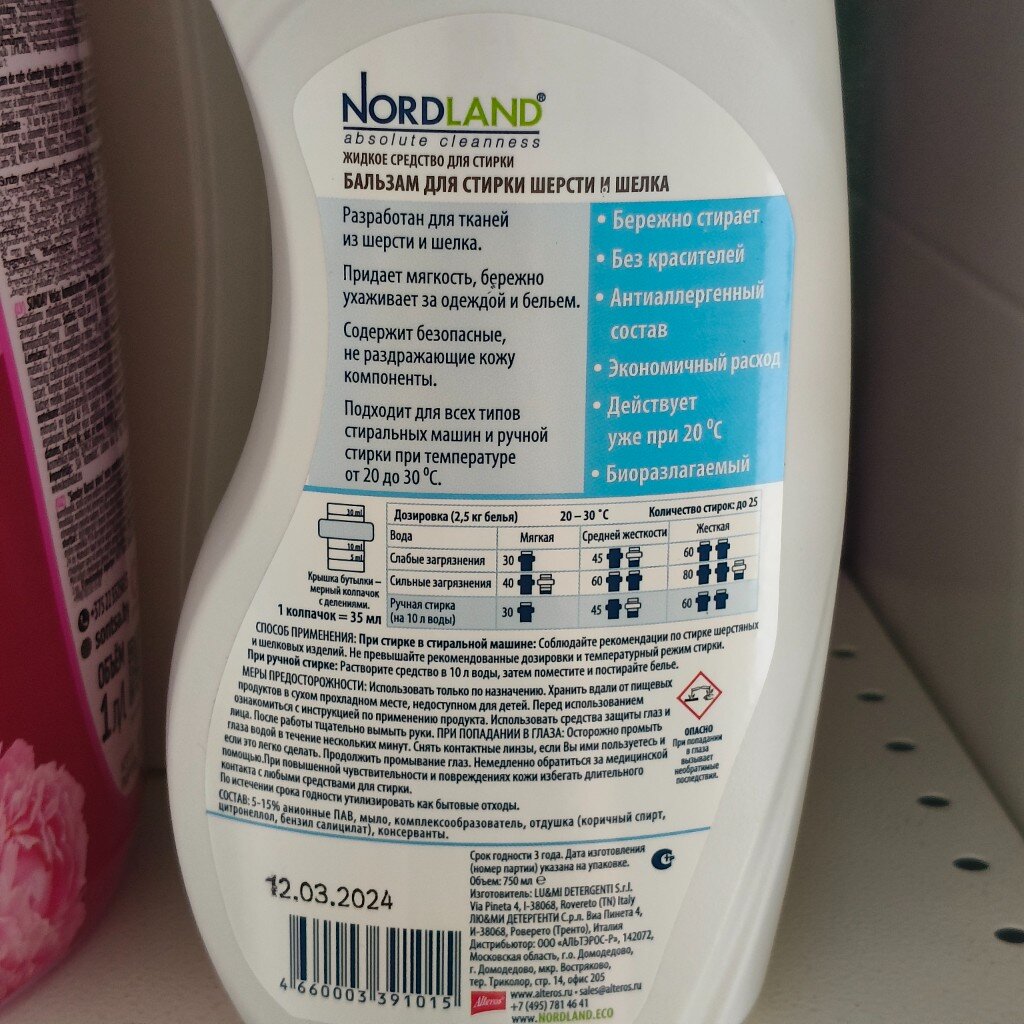 NORDLAND®
absolute cleanness
ЖИДКОЕ СРЕДСТВО ДЛЯ СТИРКИ
БАЛЬЗАМ ДЛЯ СТИРКИ ШЕРСТИ И ШЕЛКА
Разработан для тканей
из шерсти и шелка.
Придает мягкость, бережно
ухаживает за одеждой и бельем.
Содержит безопасные,
не раздражающие кожу
компоненты.
Подходит для всех типов
стиральных машин и ручной
стирки при температуре
от 20 до 30 ⁰С.
• Бережно стирает
• Без красителей
• Антиаллергенный
состав
• Экономичный расход
• Действует
уже при 20 ⁰С
• Биоразлагаемый
30 ml
10 ml
5 ml
Крышка бутылки –
мерный колпачок
с делениями.
1 колпачок = 35 мл
Дозировка (2,5 кг белья) 20 – 30 ˚С Количество стирок: до 25
Вода Мягкая Средней жесткости Жесткая
Слабые загрязнения 30 45 60
Сильные загрязнения 40 60 80
Ручная стирка
(на 10 л воды) 30 45 60
СПОСОБ ПРИМЕНЕНИЯ: При стирке в стиральной машине: Соблюдайте рекомендации по стирке шерстяных
и шелковых изделий. Не превышайте рекомендованные дозировки и температурный режим стирки.
При ручной стирке: Растворите средство в 10 л воды, затем поместите и постирайте белье.
МЕРЫ ПРЕДОСТОРОЖНОСТИ: Использовать только по назначению. Хранить вдали от пищевых
продуктов в сухом прохладном месте, недоступном для детей. Перед использованием
ознакомиться с инструкцией по применению продукта. Использовать средства защиты глаз и
лица. После работы тщательно вымыть руки. ПРИ ПОПАДАНИИ В ГЛАЗА: Осторожно промыть
глаза водой в течение нескольких минут. Снять контактные линзы, если Вы ими пользуетесь и
если это легко сделать. Продолжить промывание глаз. Немедленно обратиться за медицинской
помощью.При повышенной чувствительности и повреждениях кожи избегать длительного
контакта с любыми средствами для стирки.
По истечении срока годности утилизировать как бытовые отходы.
ОПАСНО
При попадании
в глаза
вызывает
необратимые
последствия.
СОСТАВ: 5-15% анионные ПАВ, мыло, комплексообразователь, отдушка (коричный спирт,
цитронеллол, бензил салицилат), консерванты.
12.03.2024
4 660003 391015
Срок годности 3 года. Дата изготовления
(номер партии) указана на упаковке.
Объем: 750 мл ℮
Изготовитель: LU&MI DETERGENTI S.r.l.
Via Pineta 4, I-38068, Rovereto (TN) Italy
ЛЮ&МИ ДЕТЕРГЕНТИ С.р.л. Виа Пинета 4,
И-38068, Роверето (Тренто), Италия
Дистрибьютор: ООО «АЛЬТЭРОС-Р», 142072,
Московская область, г.о. Домодедово,
г. Домодедово, мкр. Востряково,
тер. Триколор, стр. 14, офис 205
Alteros
www.alteros.ru • sales@alteros.ru
+7 (495) 781 46 41
www.NORDLAND.ECO